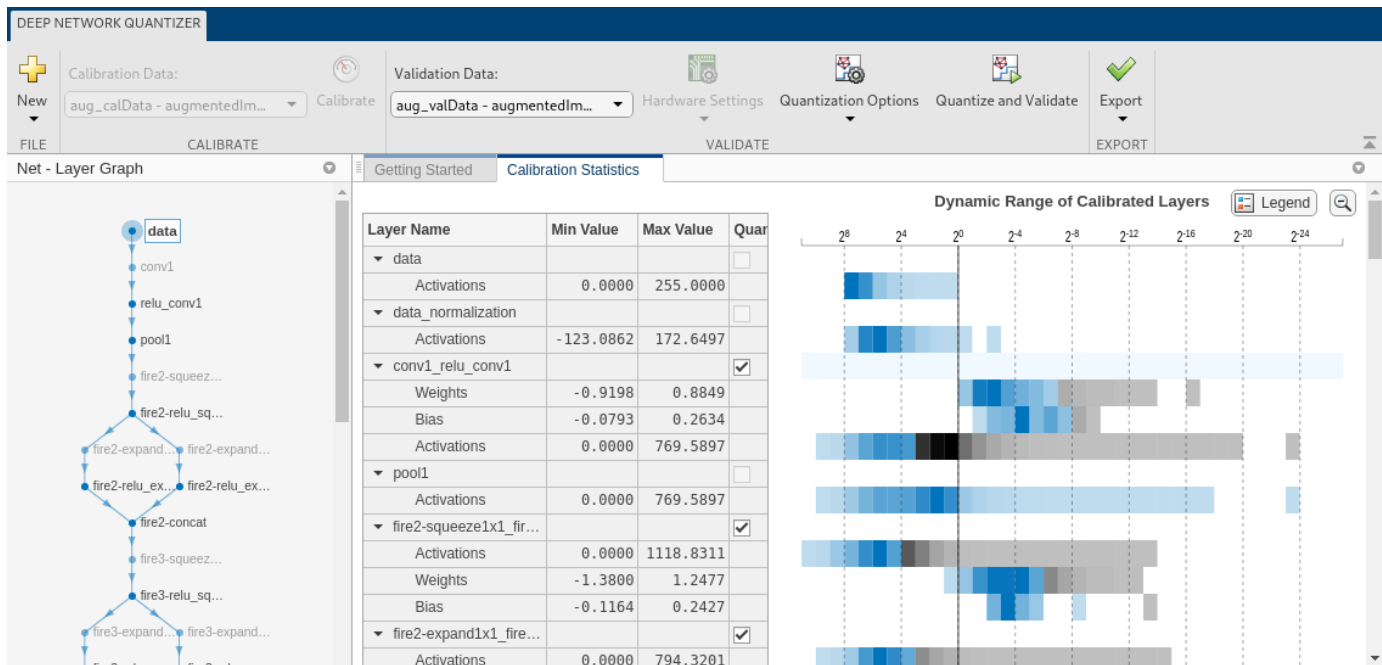 DEEP NETWORK QUANTIZER
Calibration Data:
Validation Data:
New
aug_calData - augmentedIm...
Calibrate
aug_valData - augmentedIm...
Hardware Settings
Quantization Options
Quantize and Validate
Export
FILE
CALIBRATE
VALIDATE
EXPORT
Net - Layer Graph
Getting Started
Calibration Statistics
data
conv1
relu_conv1
pool1
fire2-squeez...
fire2-relu_sq...
fire2-expand... fire2-expand...
fire2-relu_ex... fire2-relu_ex...
fire2-concat
fire3-squeez...
fire3-relu_sq...
fire3-expand... fire3-expand...
Dynamic Range of Calibrated Layers
Legend
Layer Name Min Value Max Value Quan
2^8 2^4 2^0 2^-4 2^-8 2^-12 2^-16 2^-20 2^-24
data
Activations 0.0000 255.0000
data_normalization
Activations -123.0862 172.6497
conv1_relu_conv1
Weights -0.9198 0.8849
Bias -0.0793 0.2634
Activations 0.0000 769.5897
pool1
Activations 0.0000 769.5897
fire2-squeeze1x1_fir...
Activations 0.0000 1118.8311
Weights -1.3800 1.2477
Bias -0.1164 0.2427
fire2-expand1x1_fire...
Activations 0.0000 794.3201